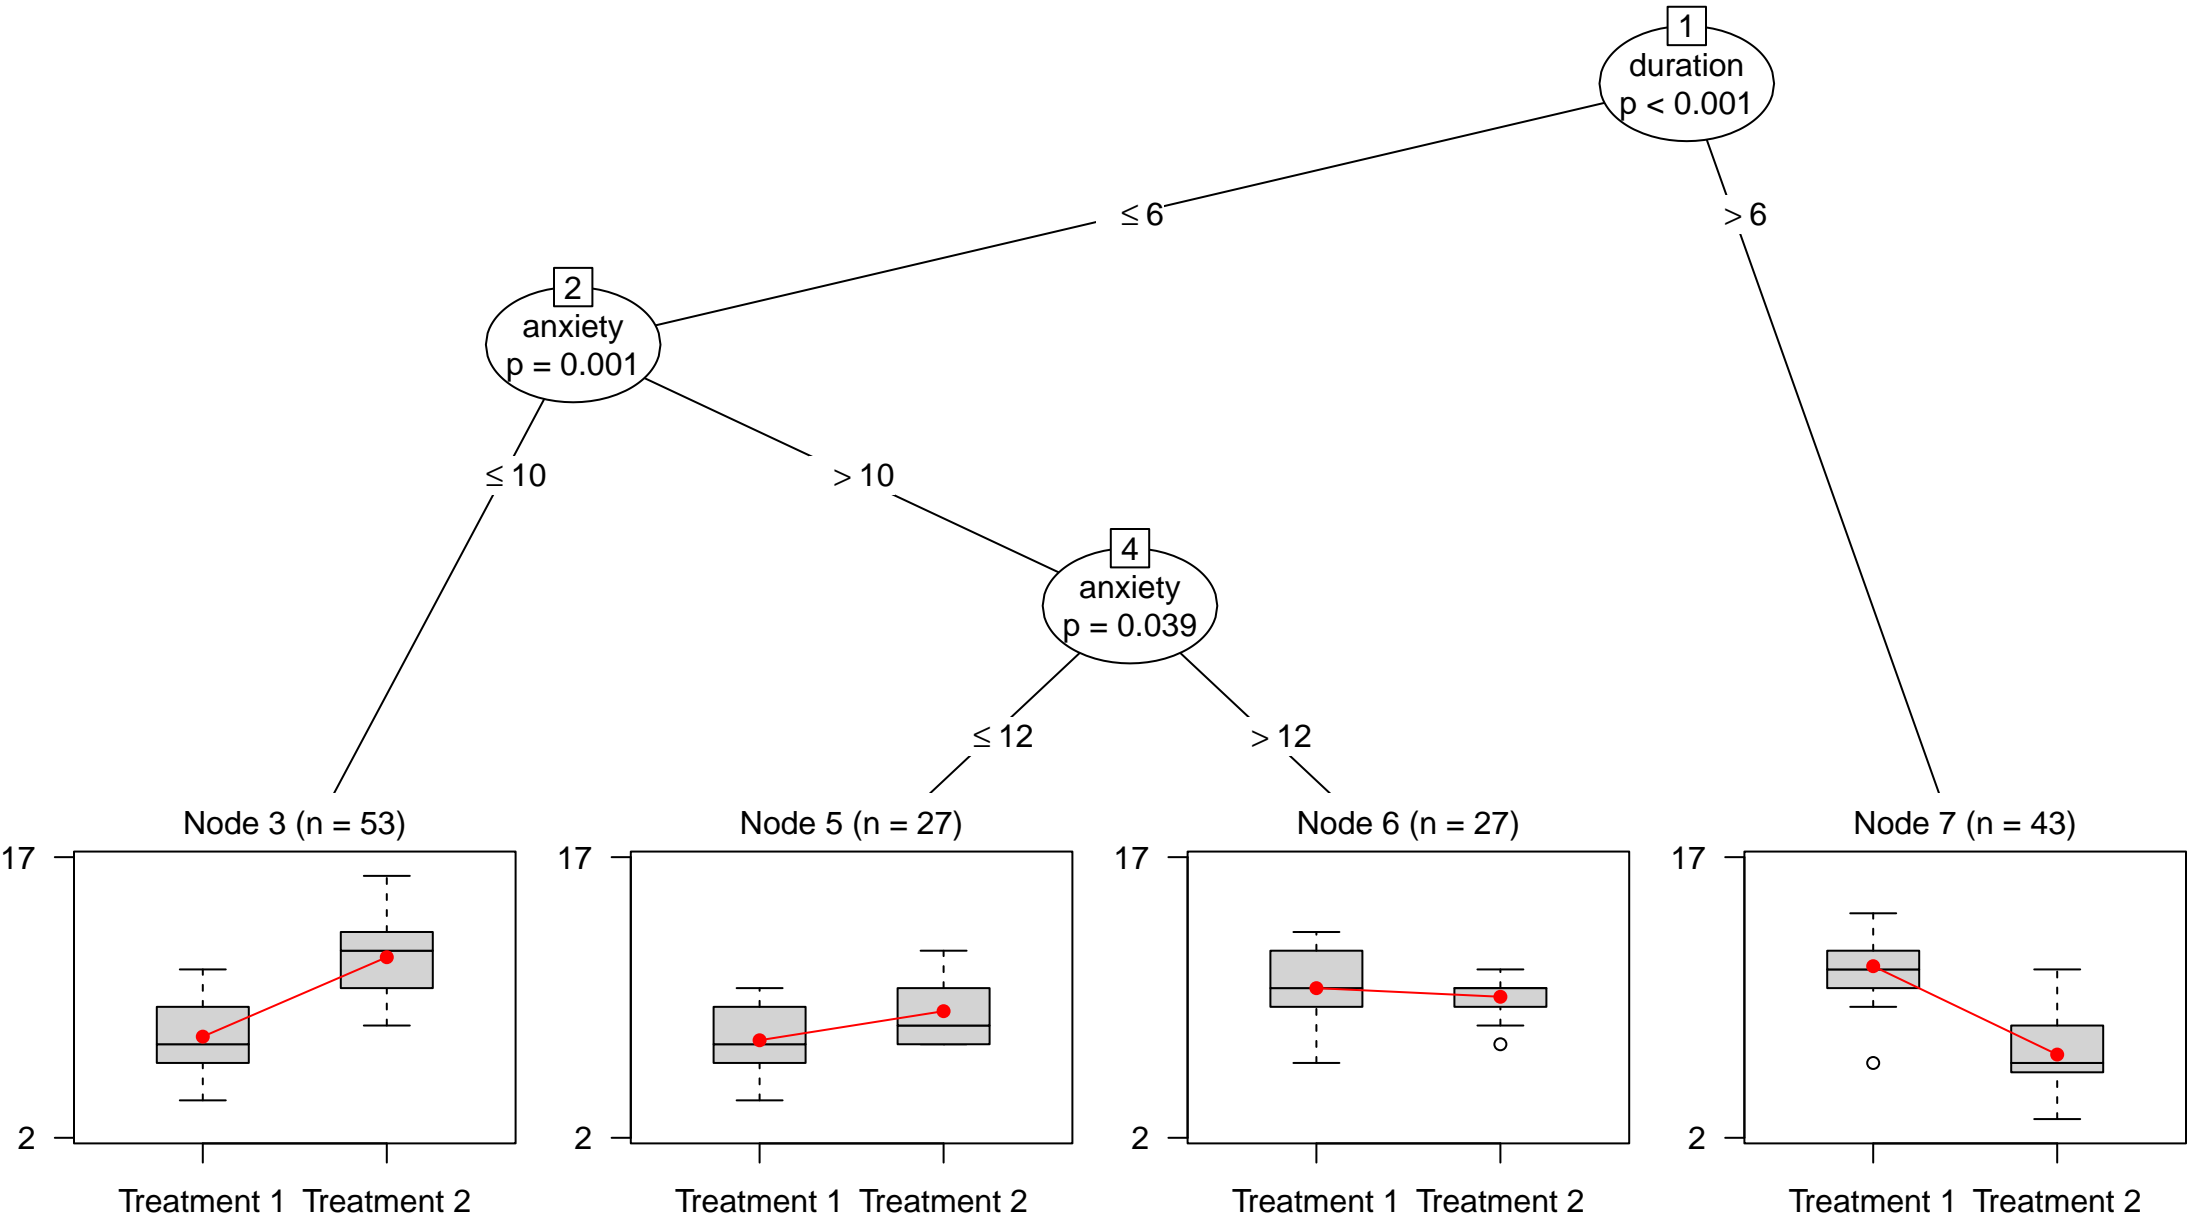 1
duration
p < 0.001
≤ 6
> 6
2
anxiety
p = 0.001
≤ 10
> 10
4
anxiety
p = 0.039
≤ 12
> 12
Node 3 (n = 53)
17
2
Treatment 1 Treatment 2
Node 5 (n = 27)
17
2
Treatment 1 Treatment 2
Node 6 (n = 27)
17
2
Treatment 1 Treatment 2
Node 7 (n = 43)
17
2
Treatment 1 Treatment 2